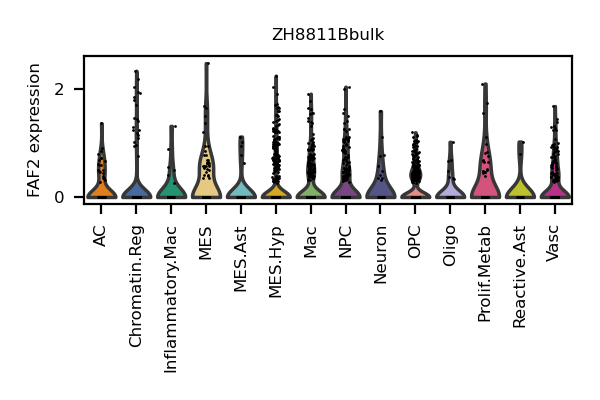 ZH8811Bbulk
FAF2 expression
2
0
AC
Chromatin.Reg
Inflammatory.Mac
MES
MES.Ast
MES.Hyp
Mac
NPC
Neuron
OPC
Oligo
Prolif.Metab
Reactive.Ast
Vasc